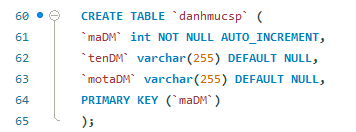 60 CREATE TABLE `danhmucsp` (
61 `maDM` int NOT NULL AUTO_INCREMENT,
62 `tenDM` varchar(255) DEFAULT NULL,
63 `motaDM` varchar(255) DEFAULT NULL,
64 PRIMARY KEY (`maDM`)
65 );